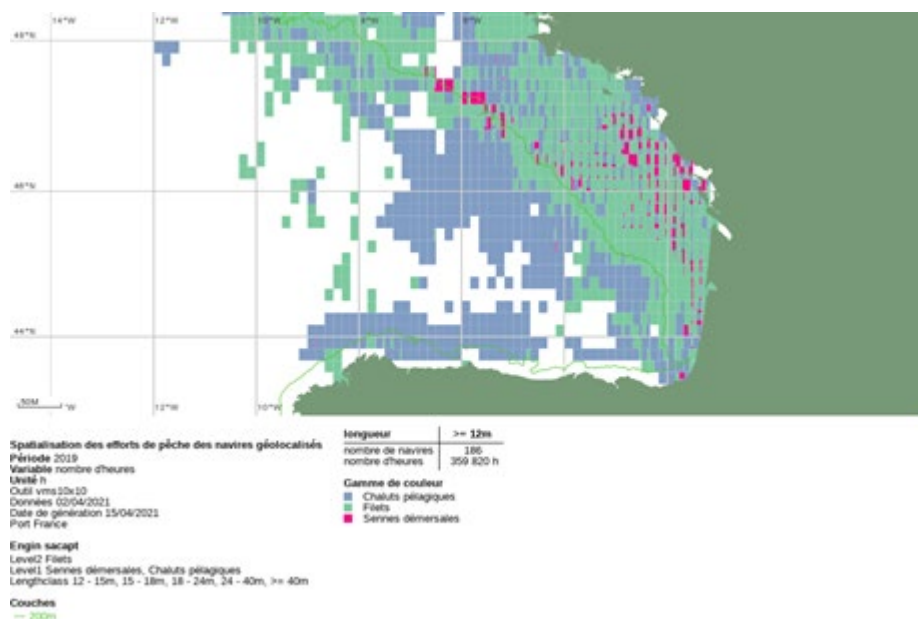 14°W 12°W 10°W 8°W 6°W
48°N
46°N
44°N
50M °W 12°W 10°W
Spatialisation des efforts de pêche des navires géolocalisés
Période 2019
Variable nombre d'heures
Unité h
Outil vms10x10
Données 02/04/2021
Date de génération 15/04/2021
Port France
Engin sacapt
Level2 Filets
Level1 Sennes démersales, Chaluts pélagiques
Lengthclass 12 - 15m, 15 - 18m, 18 - 24m, 24 - 40m, >= 40m
Couches
200m
longueur >= 12m
nombre de navires 186
nombre d'heures 359 820 h
Gamme de couleur
Chaluts pélagiques
Filets
Sennes démersales